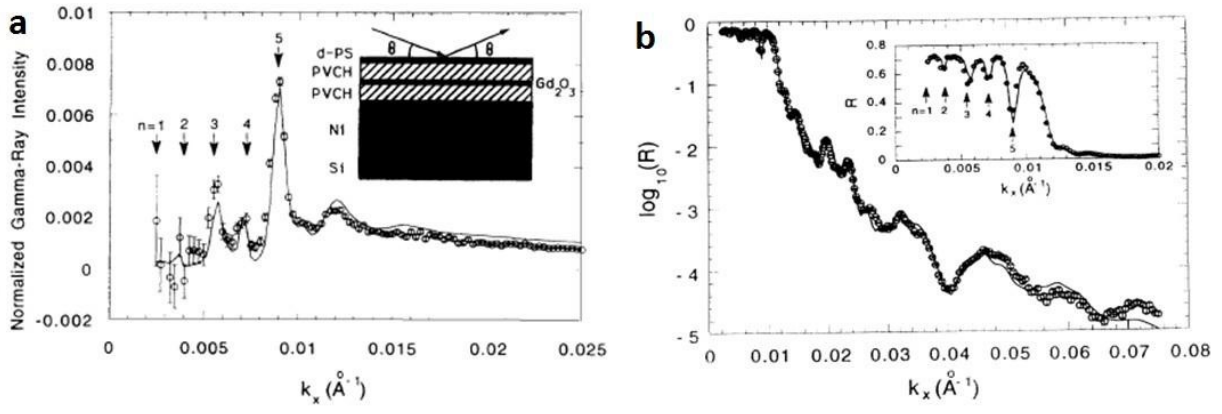 a
Normalized Gamma-Ray Intensity
0.01
0.008
0.006
0.004
0.002
0
-0.002
n=1 2 3 4 5
θ θ
d-PS
PVCH
PVCH
Gd2O3
Ni
Si
0 0.005 0.01 0.015 0.02 0.025
kx (Å-1)
b
log10(R)
0
-1
-2
-3
-4
-5
R
0.8
0.6
0.4
0.2
0
n=1 2 3 4
5
0 0.005 0.01 0.015 0.02
kx (Å-1)
0 0.01 0.02 0.03 0.04 0.05 0.06 0.07 0.08
kx (Å-1)